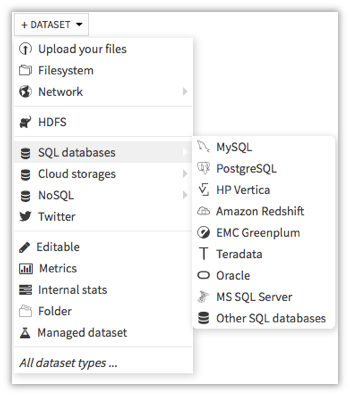 + DATASET
Upload your files
Filesystem
Network
HDFS
SQL databases
Cloud storages
NoSQL
Twitter
Editable
Metrics
Internal stats
Folder
Managed dataset
All dataset types ...
MySQL
PostgreSQL
HP Vertica
Amazon Redshift
EMC Greenplum
Teradata
Oracle
MS SQL Server
Other SQL databases